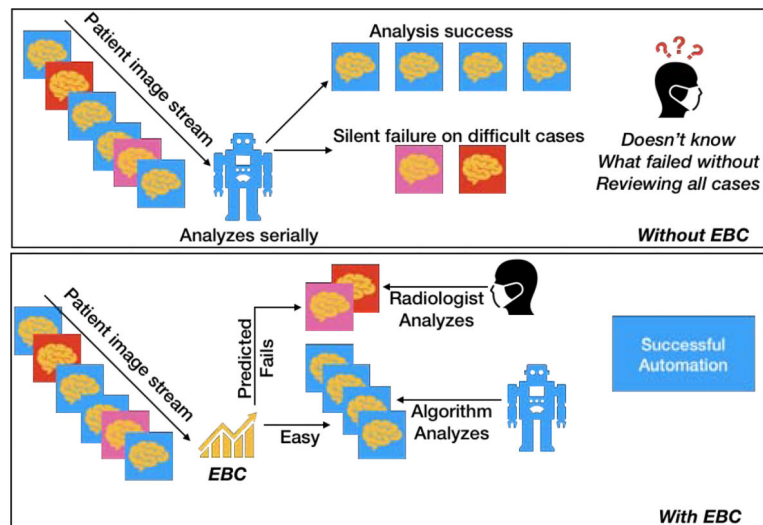 Patient image stream
Analysis success
? ? ?
Silent failure on difficult cases
Doesn't know
What failed without
Reviewing all cases
Analyzes serially
Without EBC
Patient image stream
Predicted
Fails
Radiologist
Analyzes
Successful
Automation
Easy
Algorithm
Analyzes
EBC
With EBC